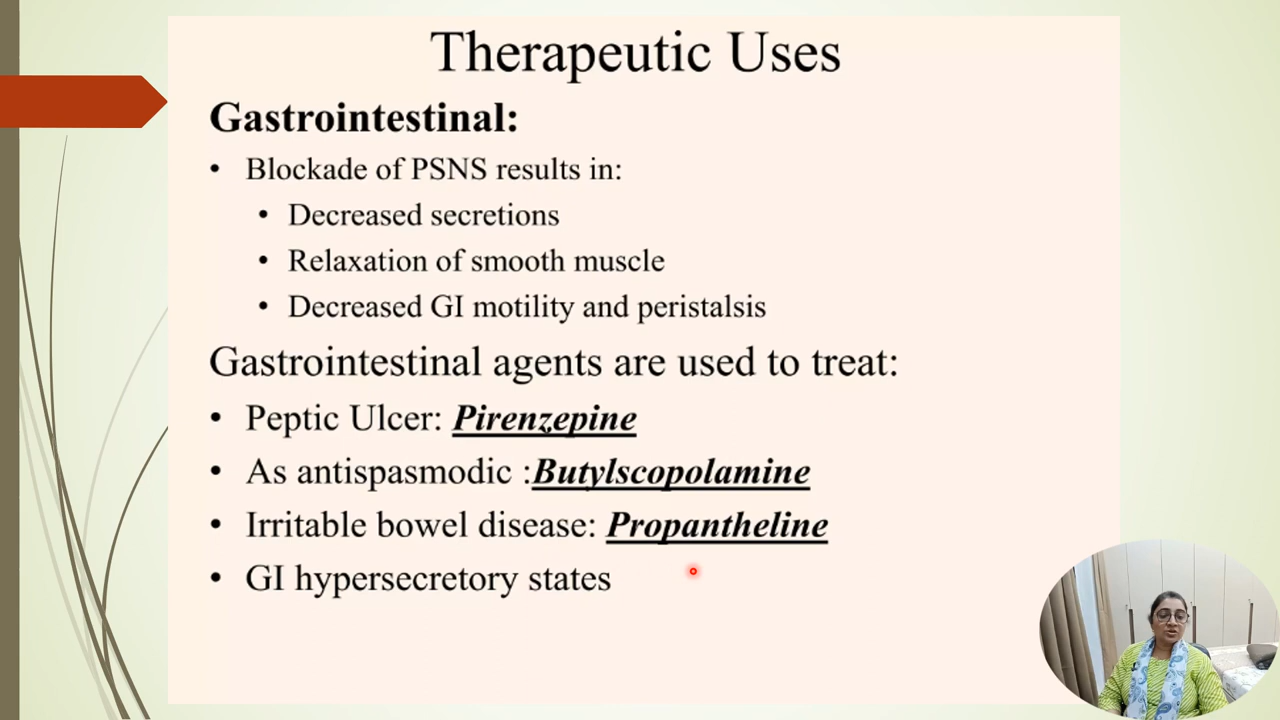 Therapeutic Uses
Gastrointestinal:
• Blockade of PSNS results in:
• Decreased secretions
• Relaxation of smooth muscle
• Decreased GI motility and peristalsis
Gastrointestinal agents are used to treat:
• Peptic Ulcer: Pirenzepine
• As antispasmodic :Butylscopolamine
• Irritable bowel disease: Propantheline
• GI hypersecretory states